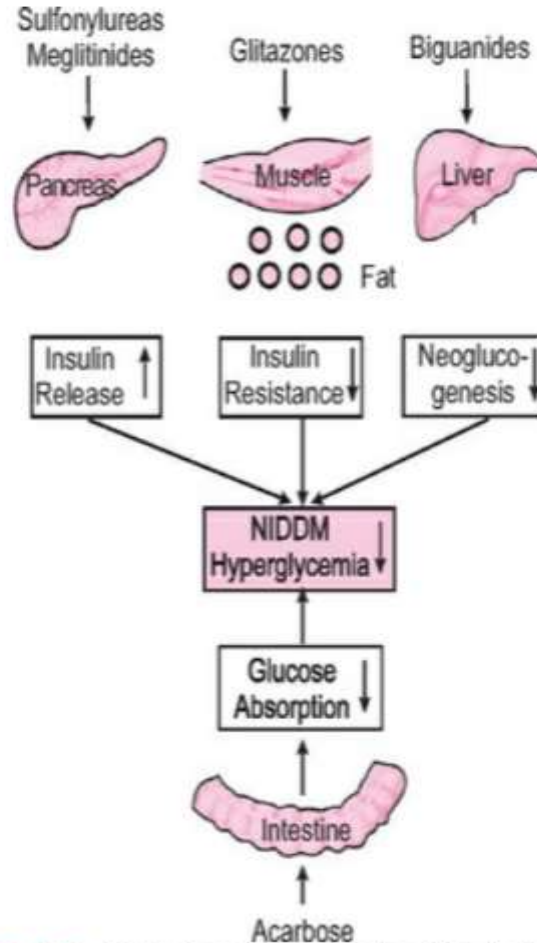 Sulfonylureas
Meglitinides
Glitazones
Biguanides
Pancreas
Muscle
Liver
Fat
Insulin
Release
Insulin
Resistance
Neogluco-
genesis
NIDDM
Hyperglycemia
Glucose
Absorption
Intestine
Acarbose